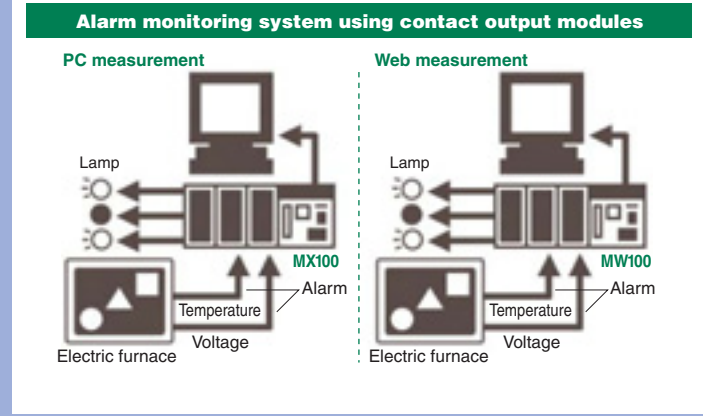 Alarm monitoring system using contact output modules
PC measurement
Lamp
MX100
Alarm
Temperature
Voltage
Electric furnace
Web measurement
Lamp
MW100
Alarm
Temperature
Voltage
Electric furnace